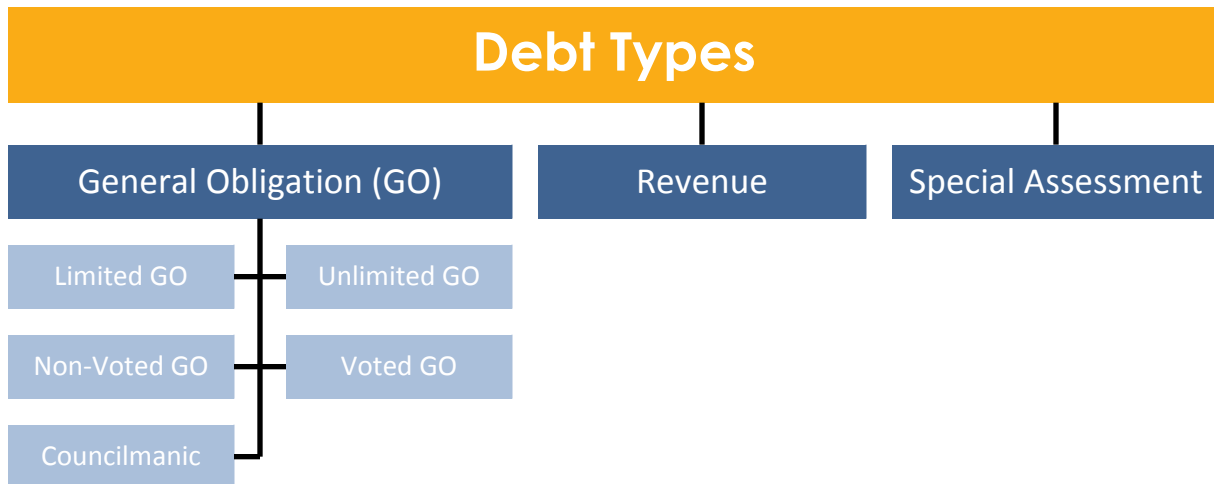 Debt Types
General Obligation (GO)
Revenue
Special Assessment
Limited GO
Unlimited GO
Non-Voted GO
Voted GO
Councilmanic